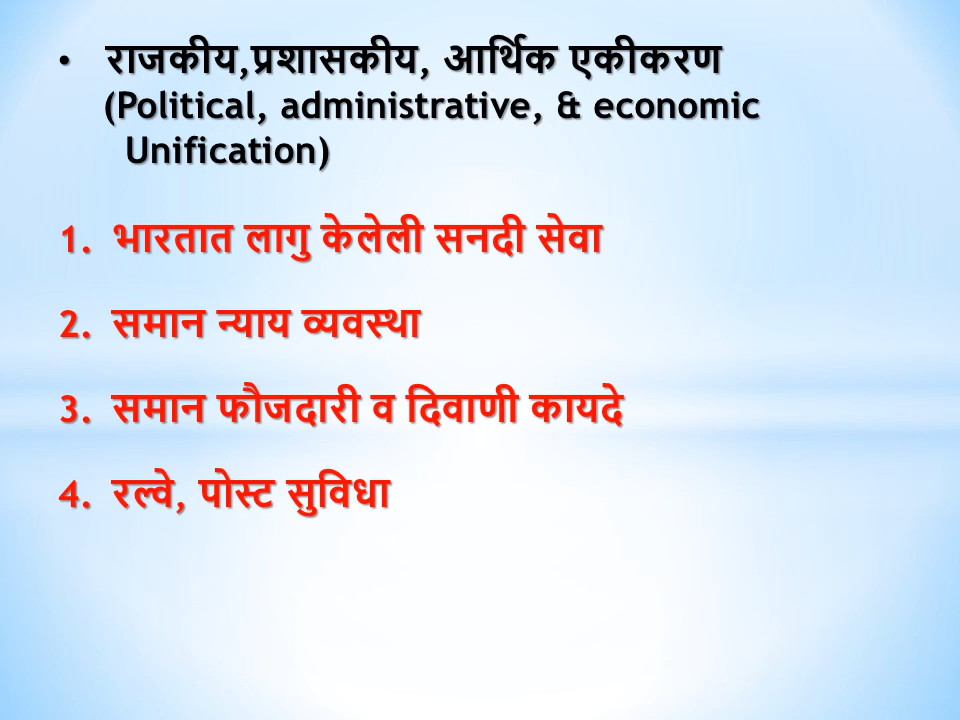 • राजकीय,प्रशासकीय, आर्थिक एकीकरण
(Political, administrative, & economic
Unification)
1. भारतात लागु केलेली सनदी सेवा
2. समान न्याय व्यवस्था
3. समान फौजदारी व दिवाणी कायदे
4. रल्वे, पोस्ट सुविधा